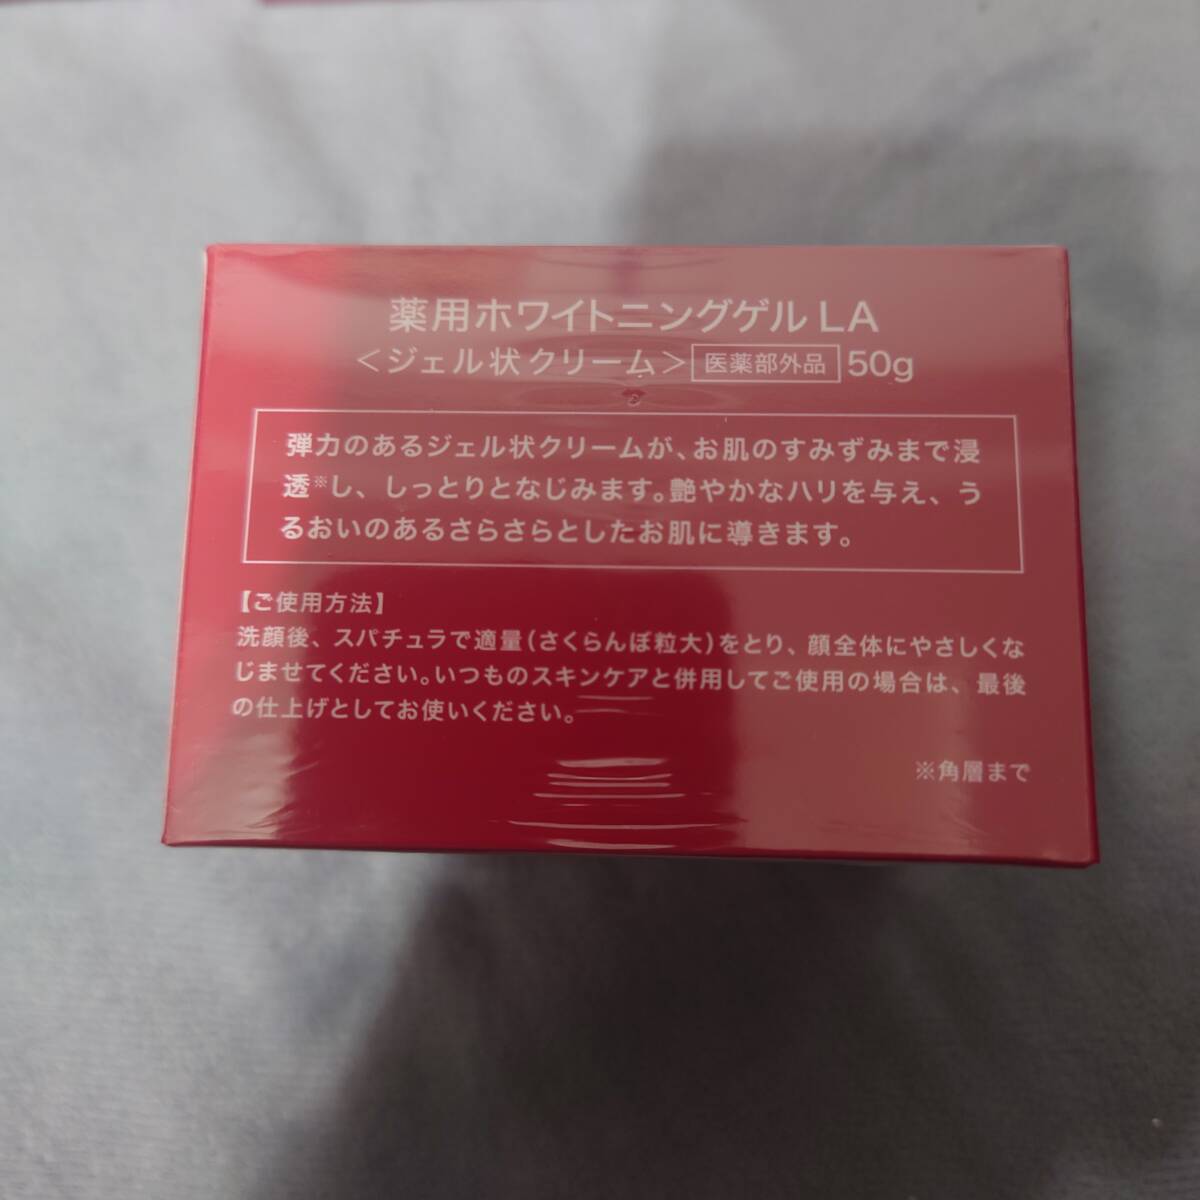 薬用ホワイトニングゲル LA
＜ジェル状クリーム＞ 医薬部外品 50g
弾力のあるジェル状クリームが、お肌のすみずみまで浸
透※し、しっとりとなじみます。艶やかなハリを与え、う
るおいのあるさらさらとしたお肌に導きます。
【ご使用方法】
洗顔後、スパチュラで適量（さくらんぼ粒大）をとり、顔全体にやさしくな
じませてください。いつものスキンケアと併用してご使用の場合は、最後
の仕上げとしてお使いください。
※角層まで